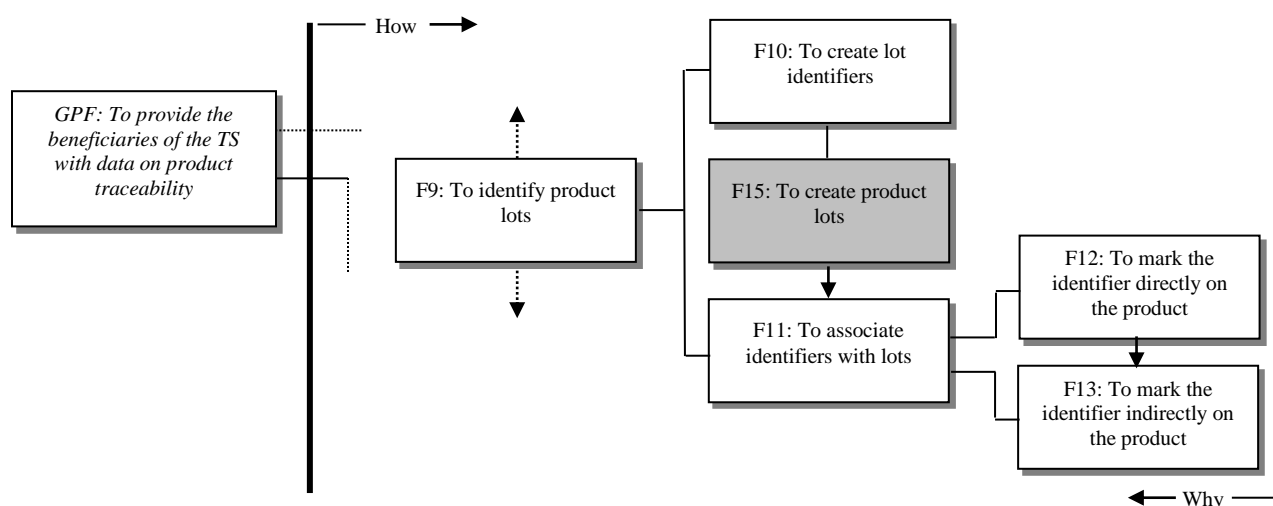 How
GPF: To provide the
beneficiaries of the TS
with data on product
traceability
F9: To identify product
lots
F10: To create lot
identifiers
F15: To create product
lots
F11: To associate
identifiers with lots
F12: To mark the
identifier directly on
the product
F13: To mark the
identifier indirectly on
the product
Why